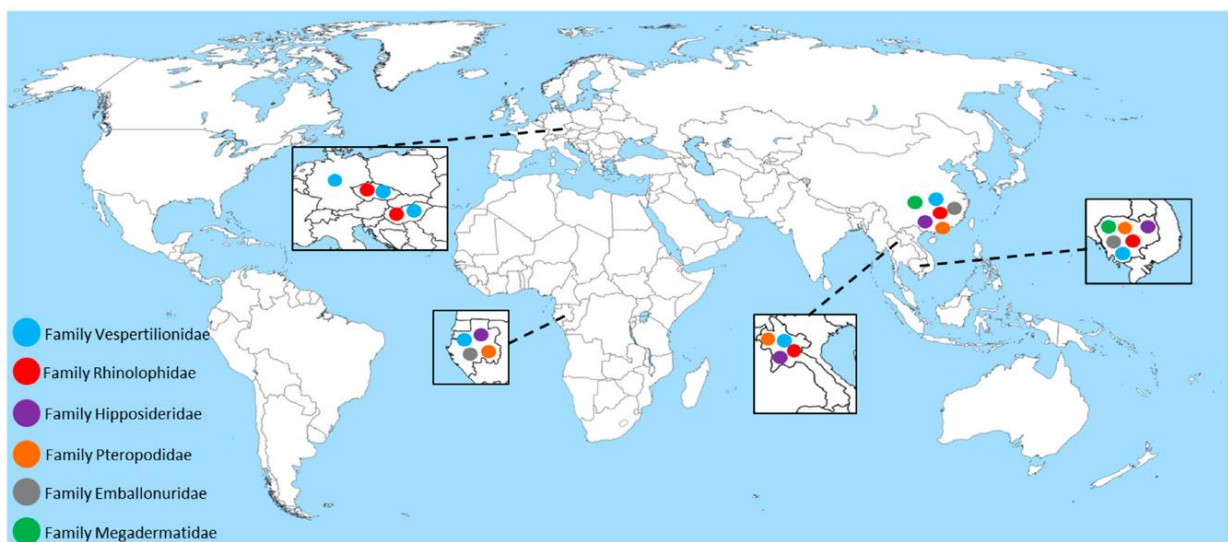 Family Vespertilionidae
Family Rhinolophidae
Family Hipposideridae
Family Pteropodidae
Family Emballonuridae
Family Megadermatidae